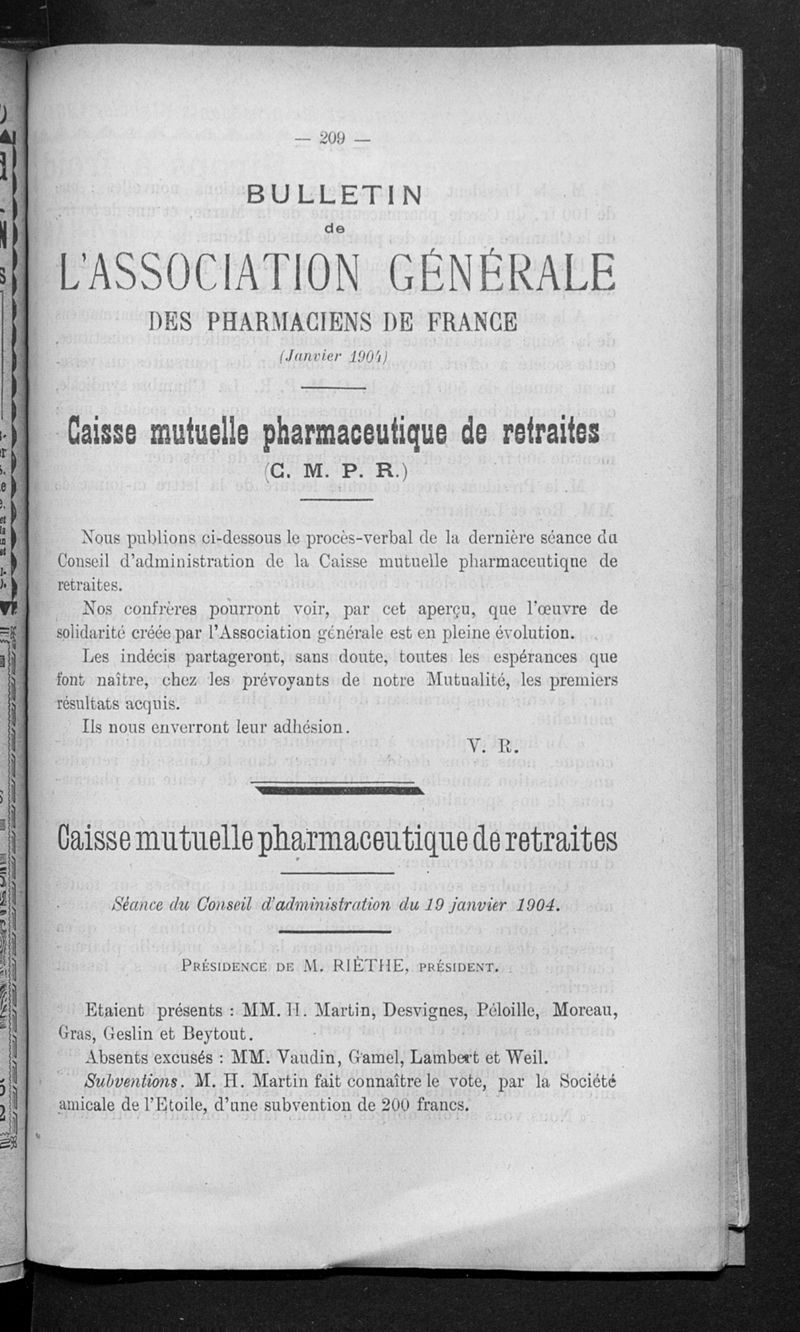 — 209 —
BULLETIN
de
L'ASSOCIATION GÉNÉRALE
DES PHARMACIENS DE FRANCE
(Janvier 1904)
Caisse mutuelle pharmaceutique de retraites
(C. M. P. R.)
Nous publions ci-dessous le procès-verbal de la dernière séance du
Conseil d'administration de la Caisse mutuelle pharmaceutique de
retraites.
Nos confrères pourront voir, par cet aperçu, que l'œuvre de
solidarité créée par l'Association générale est en pleine évolution.
Les indécis partageront, sans doute, toutes les espérances que
font naître, chez les prévoyants de notre Mutualité, les premiers
résultats acquis.
Ils nous enverront leur adhésion.
V. R.
Caisse mutuelle pharmaceutique de retraites
Séance du Conseil d'administration du 19 janvier 1904.
PRÉSIDENCE DE M. RIÈTHE, PRÉSIDENT.
Etaient présents : MM. H. Martin, Desvignes, Péloille, Moreau,
Gras, Geslin et Beytout.
Absents excusés : MM. Vaudin, Gamel, Lambert et Weil.
Subventions. M. H. Martin fait connaître le vote, par la Société
amicale de l'Etoile, d'une subvention de 200 francs.